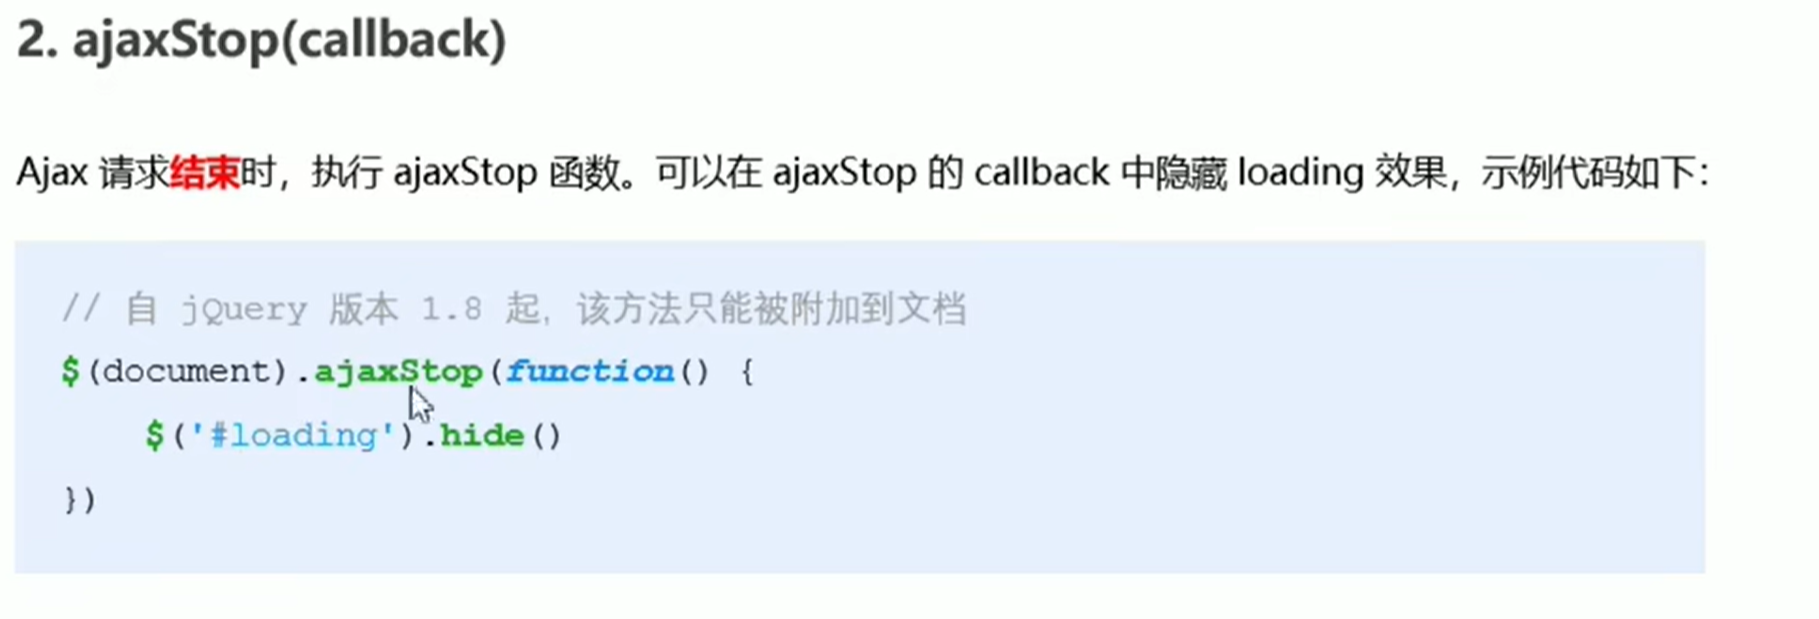 2. ajaxStop(callback)
Ajax 请求结束时，执行 ajaxStop 函数。可以在 ajaxStop 的 callback 中隐藏 loading 效果，示例代码如下：
// 自 jQuery 版本 1.8 起，该方法只能被附加到文档
$(document).ajaxStop(function() {
    $('#loading').hide()
})